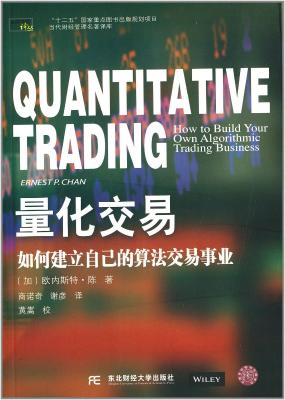 “十二五”国家重点图书出版规划项目
当代财经管理名著译库
QUANTITATIVE
TRADING
How to Build Your
Own Algorithmic
Trading Business
ERNEST P. CHAN
量化交易
如何建立自己的算法交易事业
（加）欧内斯特·陈 著
商诺奇 谢彦 译
黄嵩 校
东北财经大学出版社
WILEY